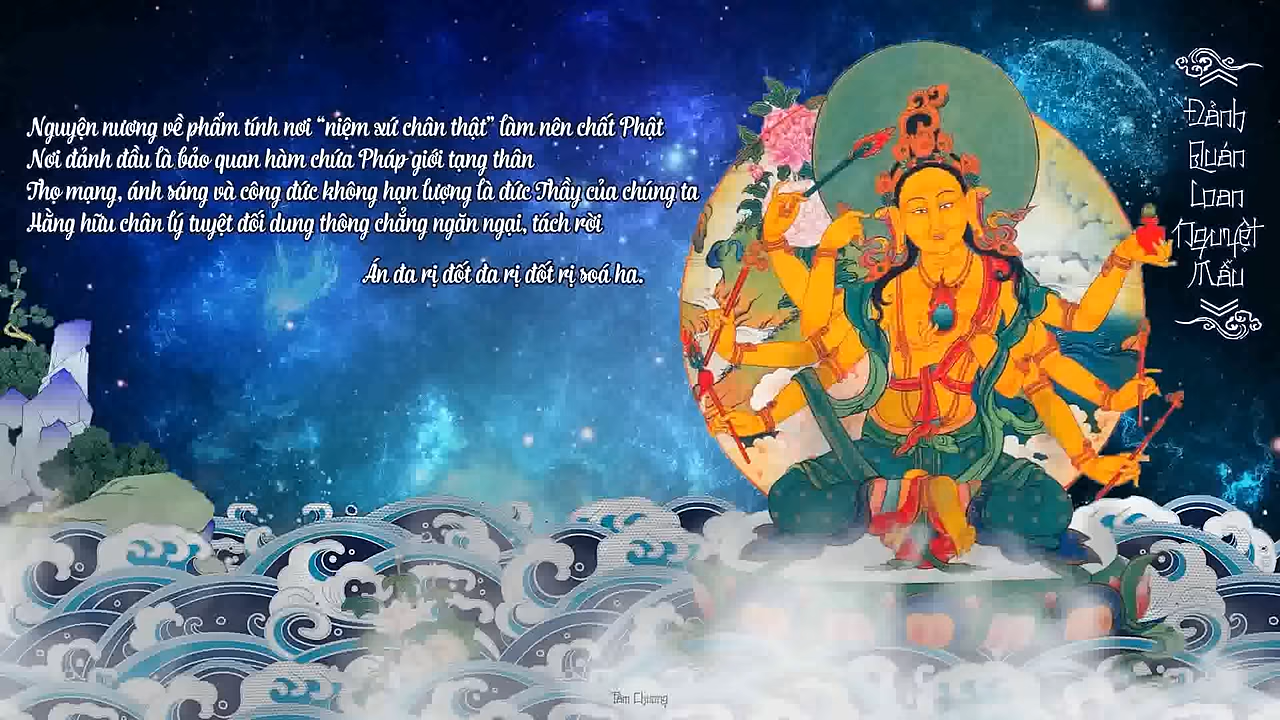 Nguyện nương về phẩm tính nơi “niệm xứ chân thật” làm nên chất Phật
Nơi đảnh đầu là bảo quan hàm chứa Pháp giới tạng thân
Thọ mạng, ánh sáng và công đức không hạn lượng là đức Thầy của chúng ta
Hằng hữu chân lý tuyệt đối dung thông chẳng ngăn ngại, tách rời
Án đa rị đốt đa rị đốt rị soá ha.
Đảnh
Quán
Loan
Nguyệt
Mẫu
Tâm Chương